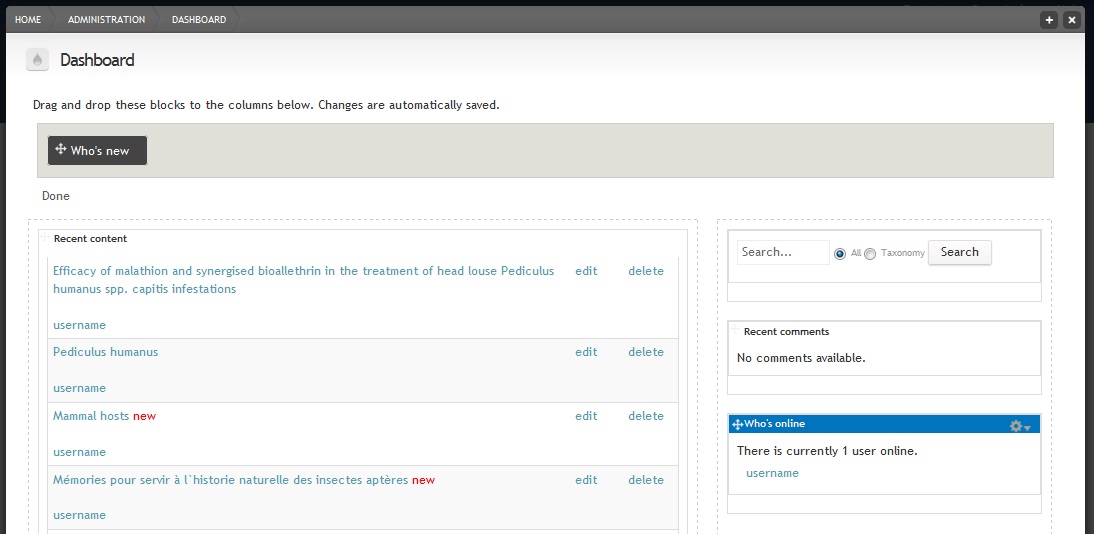 HOME ADMINISTRATION DASHBOARD
Dashboard
Drag and drop these blocks to the columns below. Changes are automatically saved.
Who's new
Done
Recent content
Efficacy of malathion and synergised bioallethrin in the treatment of head louse Pediculus edit delete
humanus spp. capitis infestations
username
Pediculus humanus edit delete
username
Mammal hosts new edit delete
username
Mémories pour servir à l`historie naturelle des insectes aptères new edit delete
username
Search... All Taxonomy Search
Recent comments
No comments available.
Who's online
There is currently 1 user online.
username